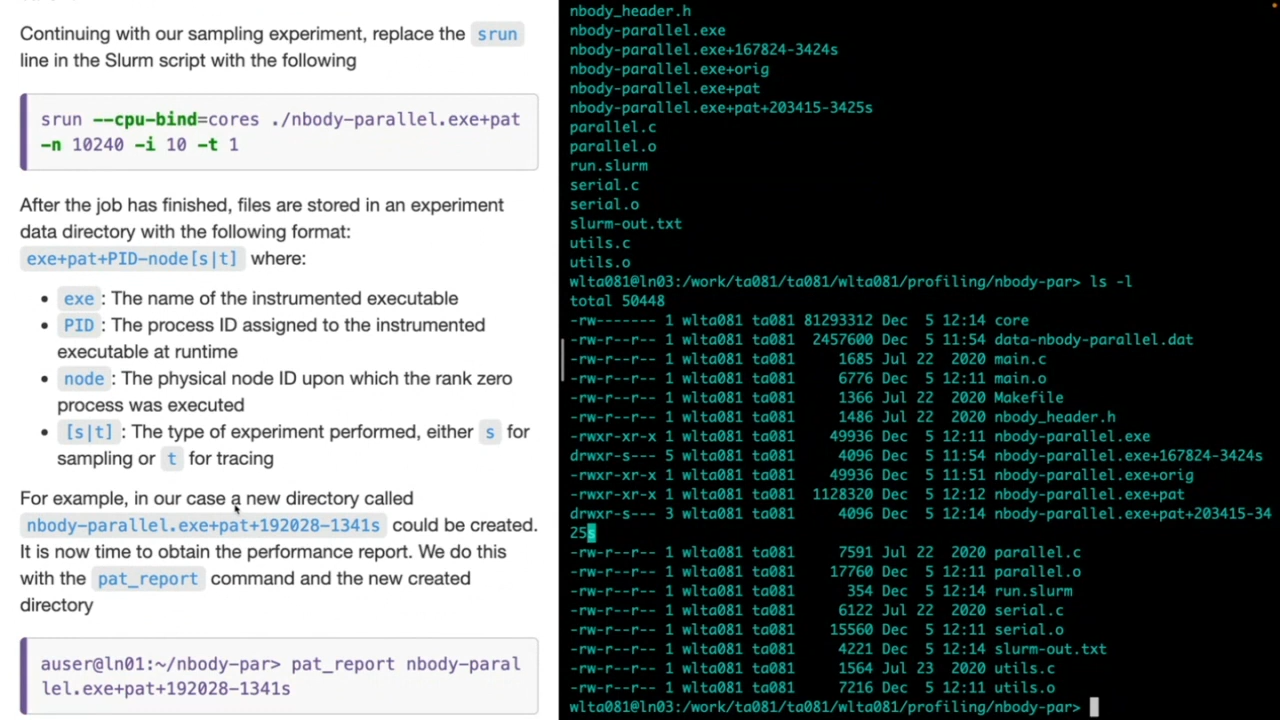 Continuing with our sampling experiment, replace the srun
line in the Slurm script with the following
srun --cpu-bind=cores ./nbody-parallel.exe+pat
-n 10240 -i 10 -t 1
After the job has finished, files are stored in an experiment
data directory with the following format:
exe+pat+PID-node[s|t] where:
• exe: The name of the instrumented executable
• PID: The process ID assigned to the instrumented
executable at runtime
• node: The physical node ID upon which the rank zero
process was executed
• [s|t]: The type of experiment performed, either s for
sampling or t for tracing
For example, in our case a new directory called
nbody-parallel.exe+pat+192028-1341s could be created.
It is now time to obtain the performance report. We do this
with the pat_report command and the new created
directory
auser@ln01:~/nbody-par> pat_report nbody-paral
lel.exe+pat+192028-1341s
nbody_header.h
nbody-parallel.exe
nbody-parallel.exe+167824-3424s
nbody-parallel.exe+orig
nbody-parallel.exe+pat
nbody-parallel.exe+pat+203415-3425s
parallel.c
parallel.o
run.slurm
serial.c
serial.o
slurm-out.txt
utils.c
utils.o
wlta081@ln03:/work/ta081/ta081/wlta081/profiling/nbody-par> ls -l
total 50448
-rw------- 1 wlta081 ta081 81293312 Dec  5 12:14 core
-rw-r--r-- 1 wlta081 ta081  2457600 Dec  5 11:54 data-nbody-parallel.dat
-rw-r--r-- 1 wlta081 ta081     1685 Jul 22  2020 main.c
-rw-r--r-- 1 wlta081 ta081     6776 Dec  5 12:11 main.o
-rw-r--r-- 1 wlta081 ta081     1366 Jul 22  2020 Makefile
-rw-r--r-- 1 wlta081 ta081     1486 Jul 22  2020 nbody_header.h
-rwxr-xr-x 1 wlta081 ta081    49936 Dec  5 12:11 nbody-parallel.exe
drwxr-s--- 5 wlta081 ta081     4096 Dec  5 11:54 nbody-parallel.exe+167824-3424s
-rwxr-xr-x 1 wlta081 ta081    49936 Dec  5 11:51 nbody-parallel.exe+orig
-rwxr-xr-x 1 wlta081 ta081  1128320 Dec  5 12:12 nbody-parallel.exe+pat
drwxr-s--- 3 wlta081 ta081     4096 Dec  5 12:14 nbody-parallel.exe+pat+203415-34
25s
-rw-r--r-- 1 wlta081 ta081     7591 Jul 22  2020 parallel.c
-rw-r--r-- 1 wlta081 ta081    17760 Dec  5 12:11 parallel.o
-rw-r--r-- 1 wlta081 ta081      354 Dec  5 12:14 run.slurm
-rw-r--r-- 1 wlta081 ta081     6122 Jul 22  2020 serial.c
-rw-r--r-- 1 wlta081 ta081    15560 Dec  5 12:11 serial.o
-rw-r--r-- 1 wlta081 ta081     4221 Dec  5 12:14 slurm-out.txt
-rw-r--r-- 1 wlta081 ta081     1564 Jul 23  2020 utils.c
-rw-r--r-- 1 wlta081 ta081     7216 Dec  5 12:11 utils.o
wlta081@ln03:/work/ta081/ta081/wlta081/profiling/nbody-par>